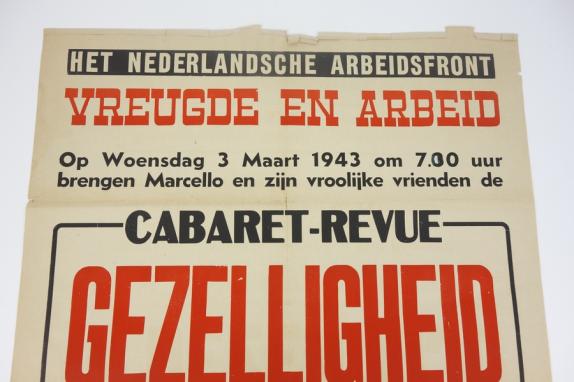 HET NEDERLANDSCHE ARBEIDSFRONT
VREUGDE EN ARBEID
Op Woensdag 3 Maart 1943 om 7.00 uur
brengen Marcello en zijn vroolijke vrienden de
CABARET-REVUE
GEZELLIGHEID